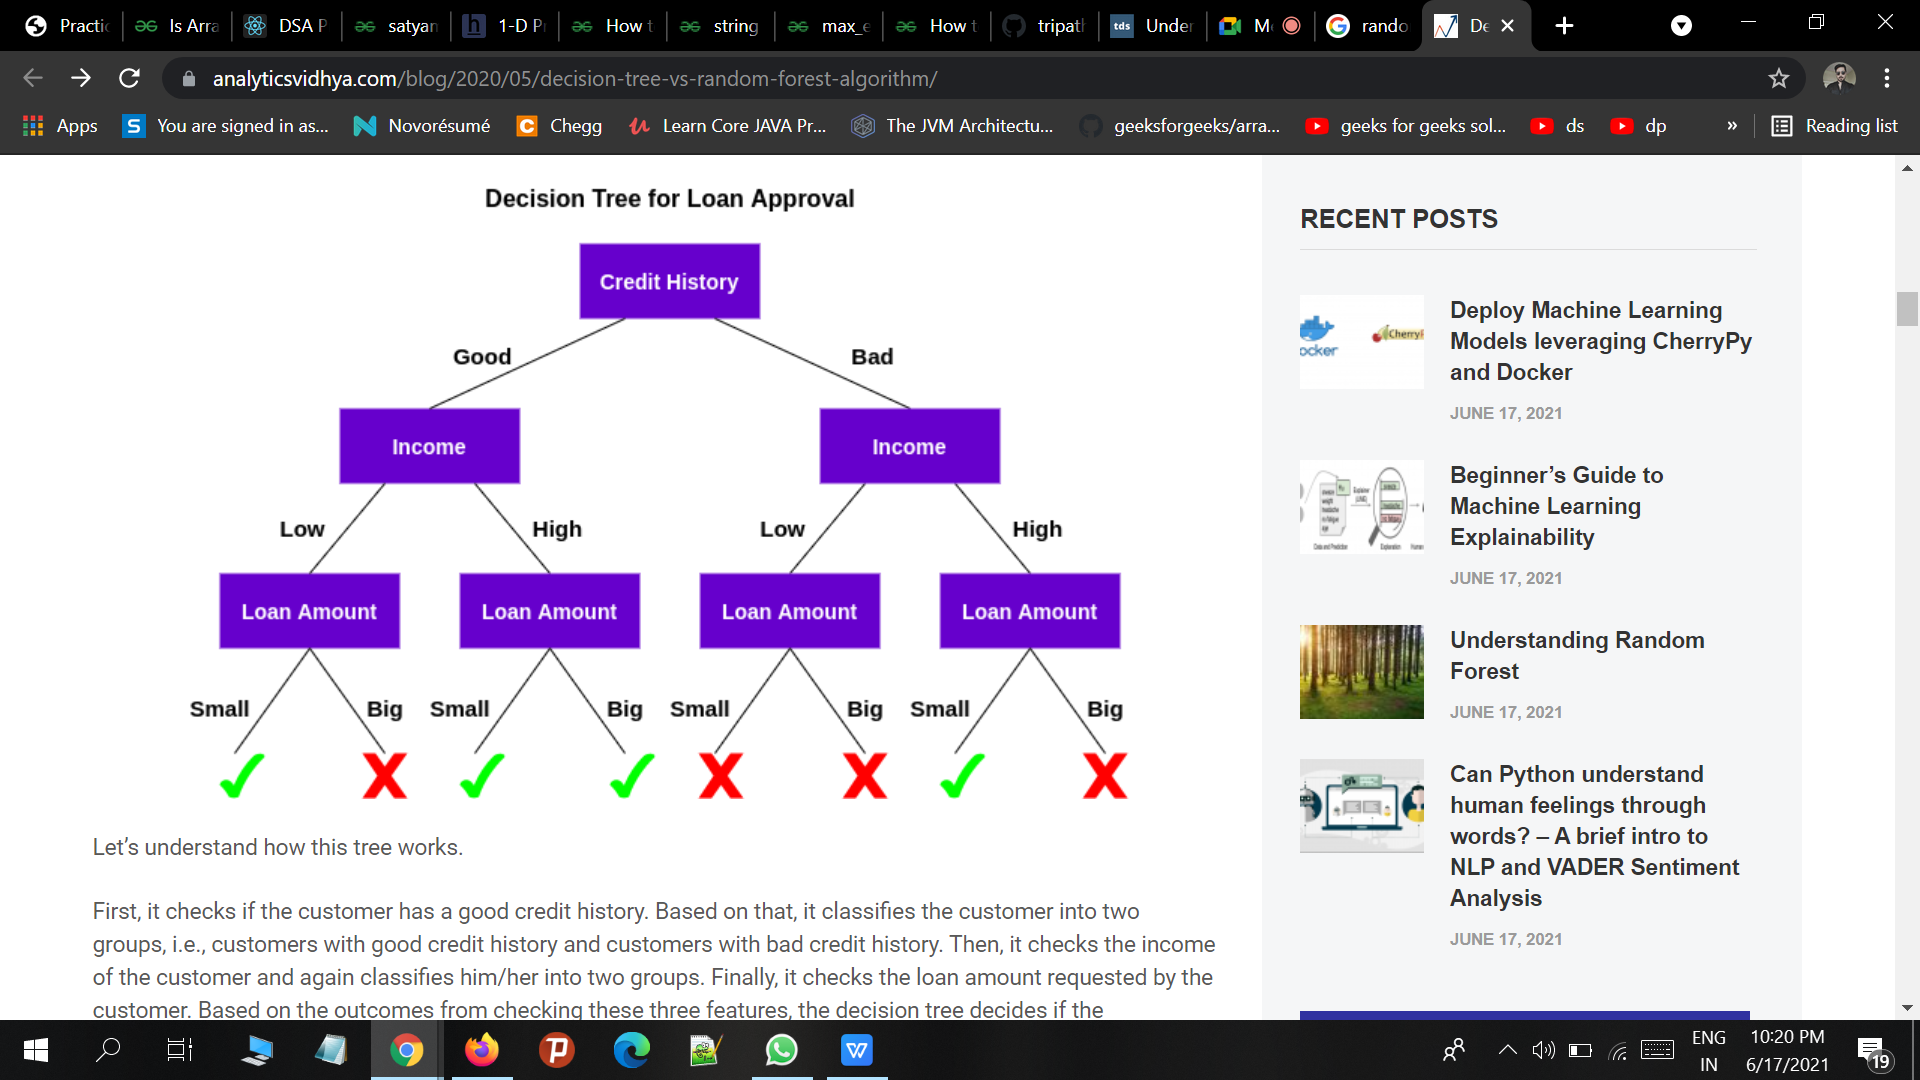 Practic
Is Arra
DSA P
satyan
1-D Pr
How t
string
max_e
How t
tripath
tds
Under
M
rando
De
analyticsvidhya.com/blog/2020/05/decision-tree-vs-random-forest-algorithm/
Apps
S
You are signed in as...
Novorésumé
Chegg
Learn Core JAVA Pr...
The JVM Architectu...
geeksforgeeks/arra...
geeks for geeks sol...
ds
dp
»
Reading list
Decision Tree for Loan Approval
Credit History
Good
Bad
Income
Income
Low
High
Low
High
Loan Amount
Loan Amount
Loan Amount
Loan Amount
Small
Big
Small
Big
Small
Big
Small
Big
Let’s understand how this tree works.
First, it checks if the customer has a good credit history. Based on that, it classifies the customer into two
groups, i.e., customers with good credit history and customers with bad credit history. Then, it checks the income
of the customer and again classifies him/her into two groups. Finally, it checks the loan amount requested by the
customer. Based on the outcomes from checking these three features, the decision tree decides if the
RECENT POSTS
ocker
CherryP
Deploy Machine Learning
Models leveraging CherryPy
and Docker
JUNE 17, 2021
Beginner’s Guide to
Machine Learning
Explainability
JUNE 17, 2021
Understanding Random
Forest
JUNE 17, 2021
Can Python understand
human feelings through
words? – A brief intro to
NLP and VADER Sentiment
Analysis
JUNE 17, 2021
ENG
IN
10:20 PM
6/17/2021
19